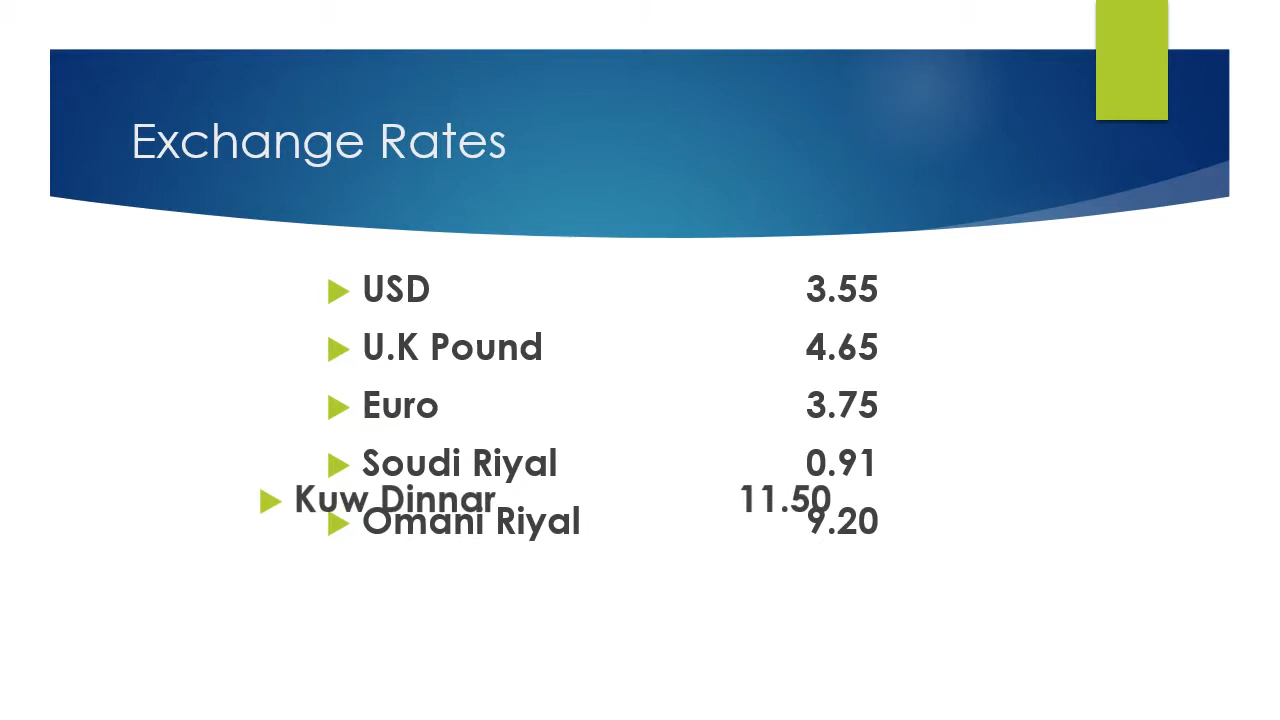 Exchange Rates
USD 3.55
U.K Pound 4.65
Euro 3.75
Soudi Riyal 0.91
Kuw Dinnar 11.50
Omani Riyal 9.20